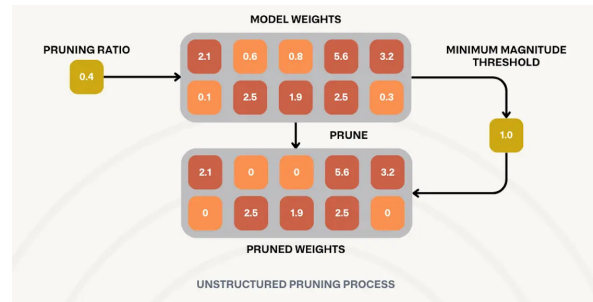 MODEL WEIGHTS
PRUNING RATIO
0.4
2.1 0.6 0.8 5.6 3.2
0.1 2.5 1.9 2.5 0.3
MINIMUM MAGNITUDE
THRESHOLD
1.0
PRUNE
2.1 0 0 5.6 3.2
0 2.5 1.9 2.5 0
PRUNED WEIGHTS
UNSTRUCTURED PRUNING PROCESS